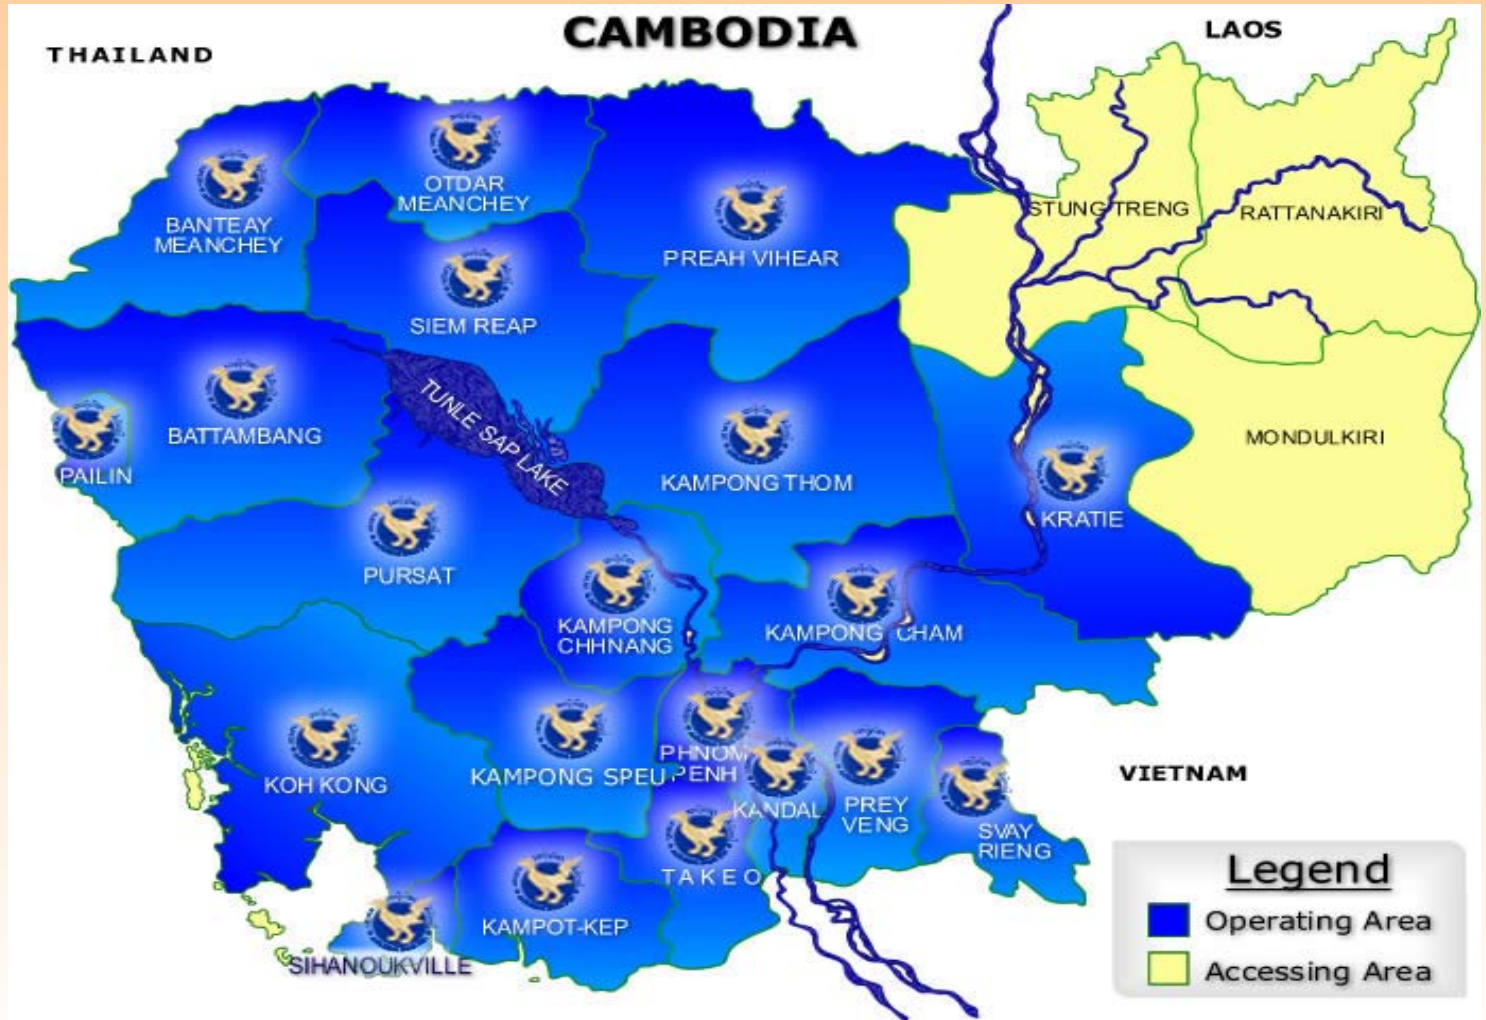 CAMBODIA
LAOS
THAILAND
OTDAR
MEANCHEY
BANTEAY
MEANCHEY
STUNG TRENG
RATTANAKIRI
PREAH VIHEAR
SIEM REAP
TUNLE SAP LAKE
BATTAMBANG
MONDULKIRI
PAILIN
KAMPONG THOM
KRATIE
PURSAT
KAMPONG
CHHNANG
KAMPONG CHAM
PHNOM
PENH
KOH KONG
KAMPONG SPEU
VIETNAM
KANDAL
PREY
VENG
SVAY
RIENG
TAKEO
KAMPOT-KEP
SIHANOUKVILLE
Legend
Operating Area
Accessing Area